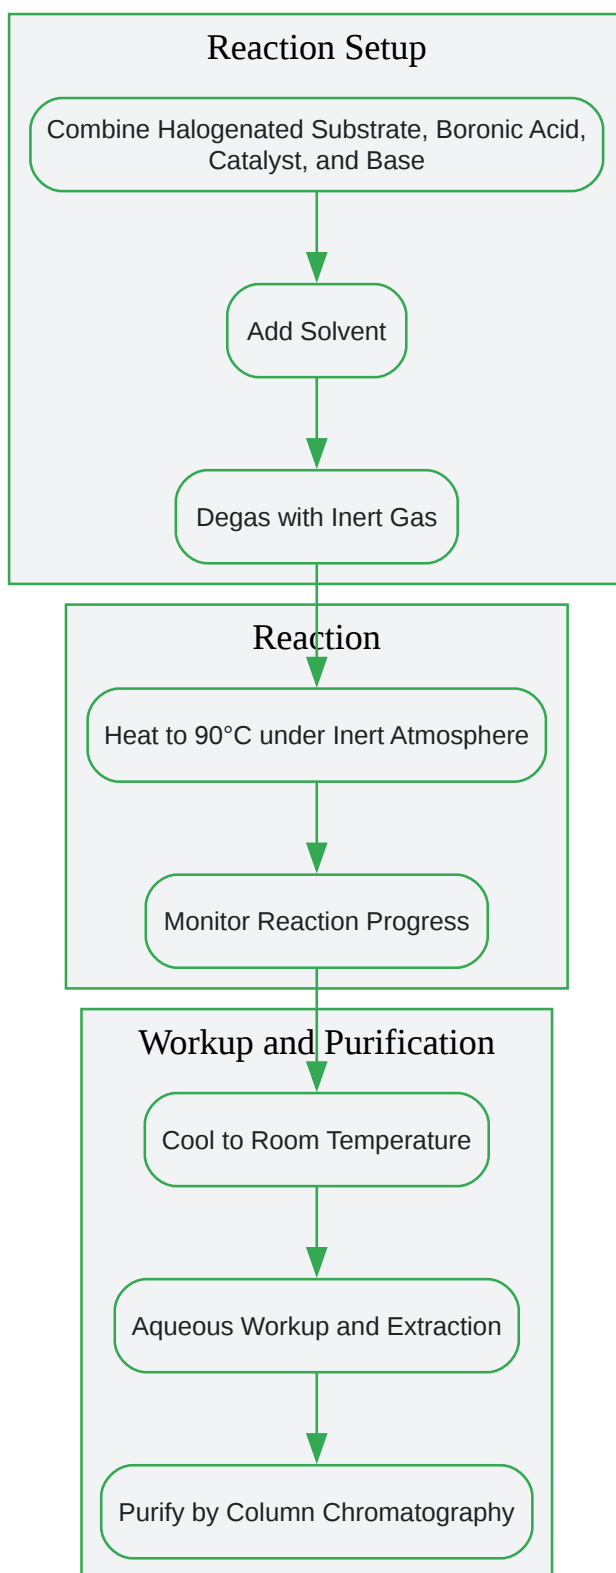 Reaction Setup
Combine Halogenated Substrate, Boronic Acid,
Catalyst, and Base
Add Solvent
Degas with Inert Gas
Reaction
Heat to 90°C under Inert Atmosphere
Monitor Reaction Progress
Workup and Purification
Cool to Room Temperature
Aqueous Workup and Extraction
Purify by Column Chromatography